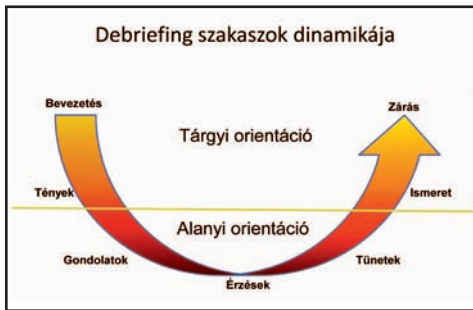 Debriefing szakaszok dinamikája
Bevezetés
Zárás
Tárgyi orientáció
Tények
Ismeret
Alanyi orientáció
Gondolatok
Tünetek
Érzések